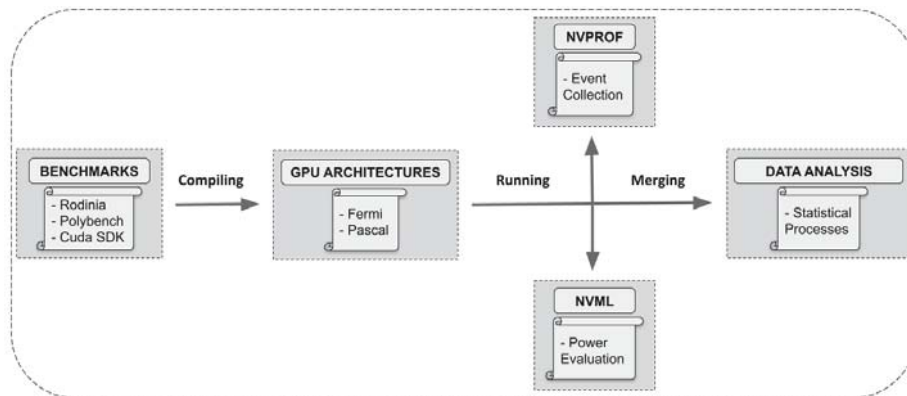 NVPROF
- Event
Collection
BENCHMARKS
- Rodinia
- Polybench
- Cuda SDK
Compiling
GPU ARCHITECTURES
- Fermi
- Pascal
Running
Merging
DATA ANALYSIS
- Statistical
Processes
NVML
- Power
Evaluation